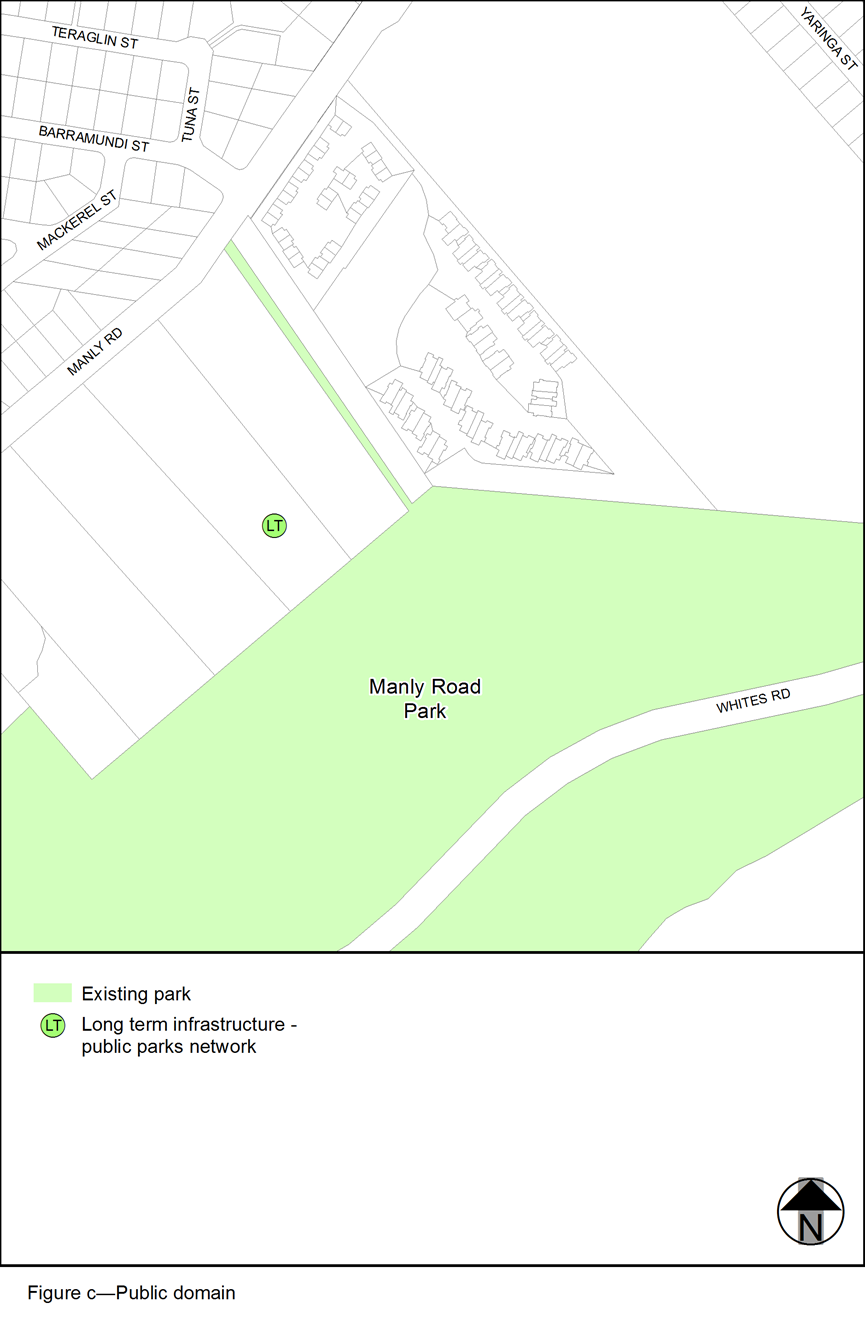 TERAGLIN ST
YARINGA ST
TUNA ST
BARRAMUNDI ST
MACKEREL ST
MANLY RD
LT
Manly Road
Park
WHITES RD
Existing park
LT
Long term infrastructure -
public parks network
N
Figure c—Public domain